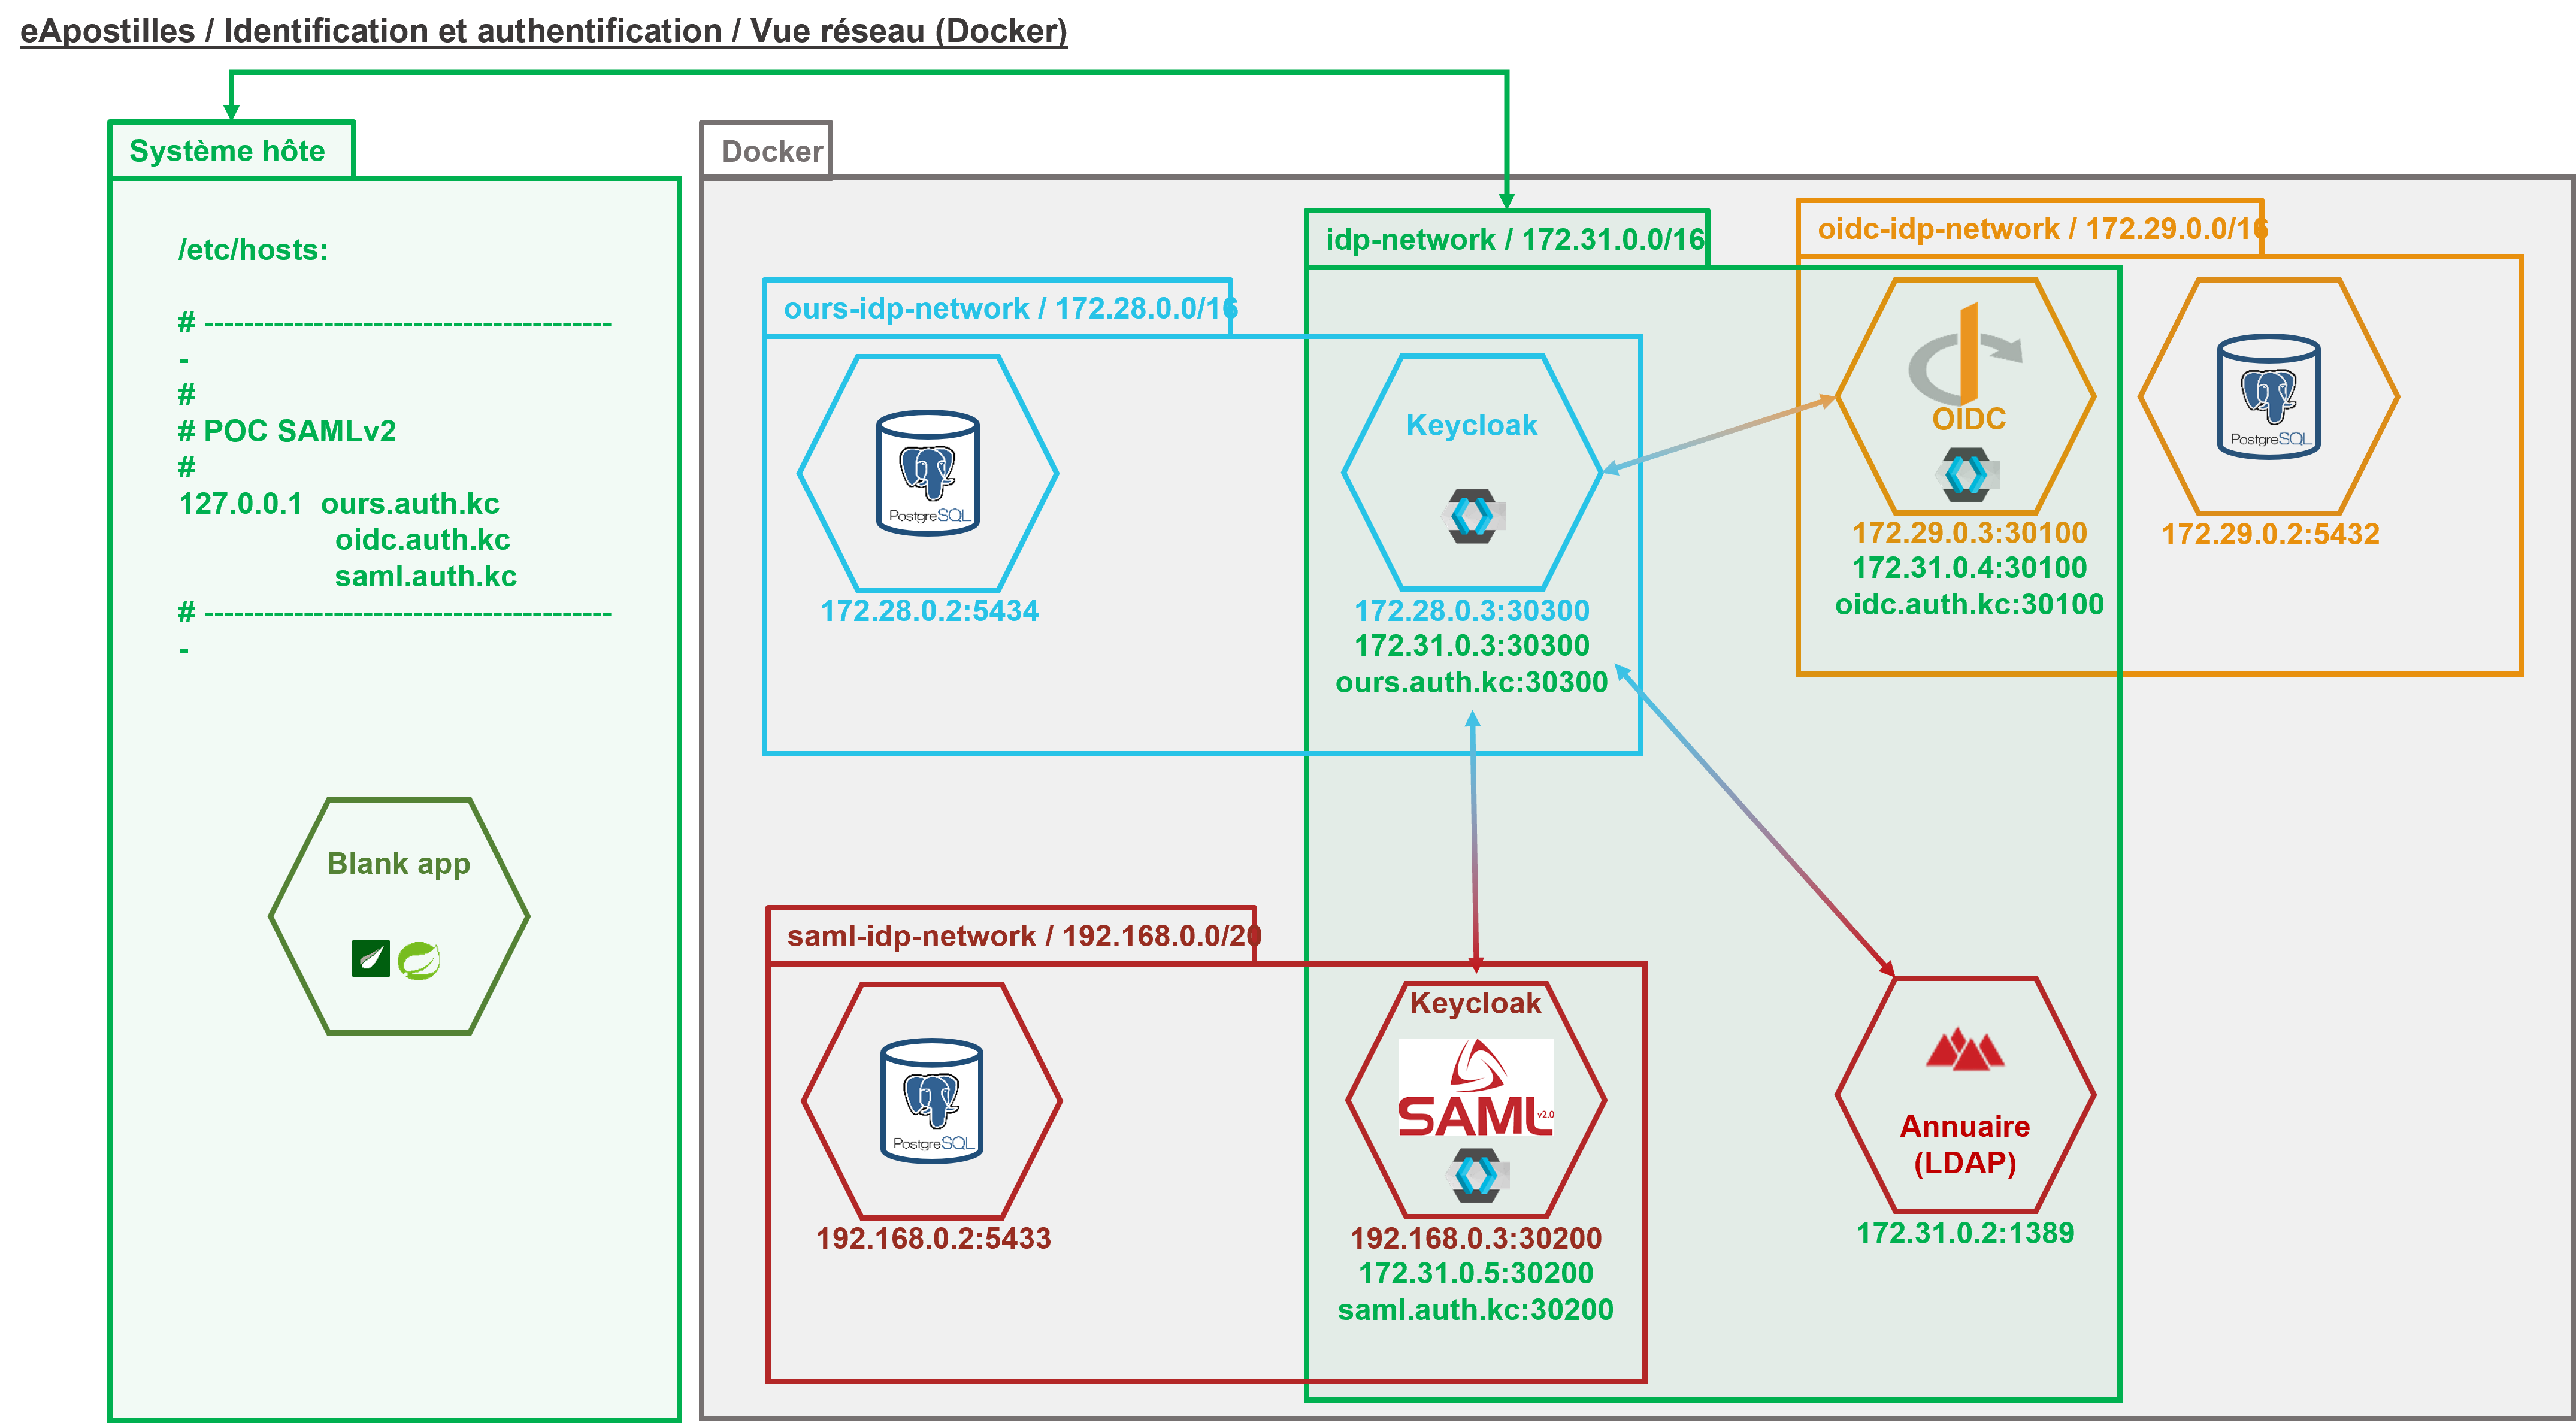 eApostilles / Identification et authentification / Vue réseau (Docker)
Système hôte
/etc/hosts:
# -----------------------------------------
-
#
# POC SAMLv2
#
127.0.0.1  ours.auth.kc
oidc.auth.kc
saml.auth.kc
# -----------------------------------------
-
Blank app
Docker
idp-network / 172.31.0.0/16
oidc-idp-network / 172.29.0.0/16
ours-idp-network / 172.28.0.0/16
PostgreSQL
172.28.0.2:5434
Keycloak
172.28.0.3:30300
172.31.0.3:30300
ours.auth.kc:30300
OIDC
172.29.0.3:30100
172.31.0.4:30100
oidc.auth.kc:30100
PostgreSQL
172.29.0.2:5432
saml-idp-network / 192.168.0.0/20
PostgreSQL
192.168.0.2:5433
Keycloak
SAML v2.0
192.168.0.3:30200
172.31.0.5:30200
saml.auth.kc:30200
Annuaire
(LDAP)
172.31.0.2:1389